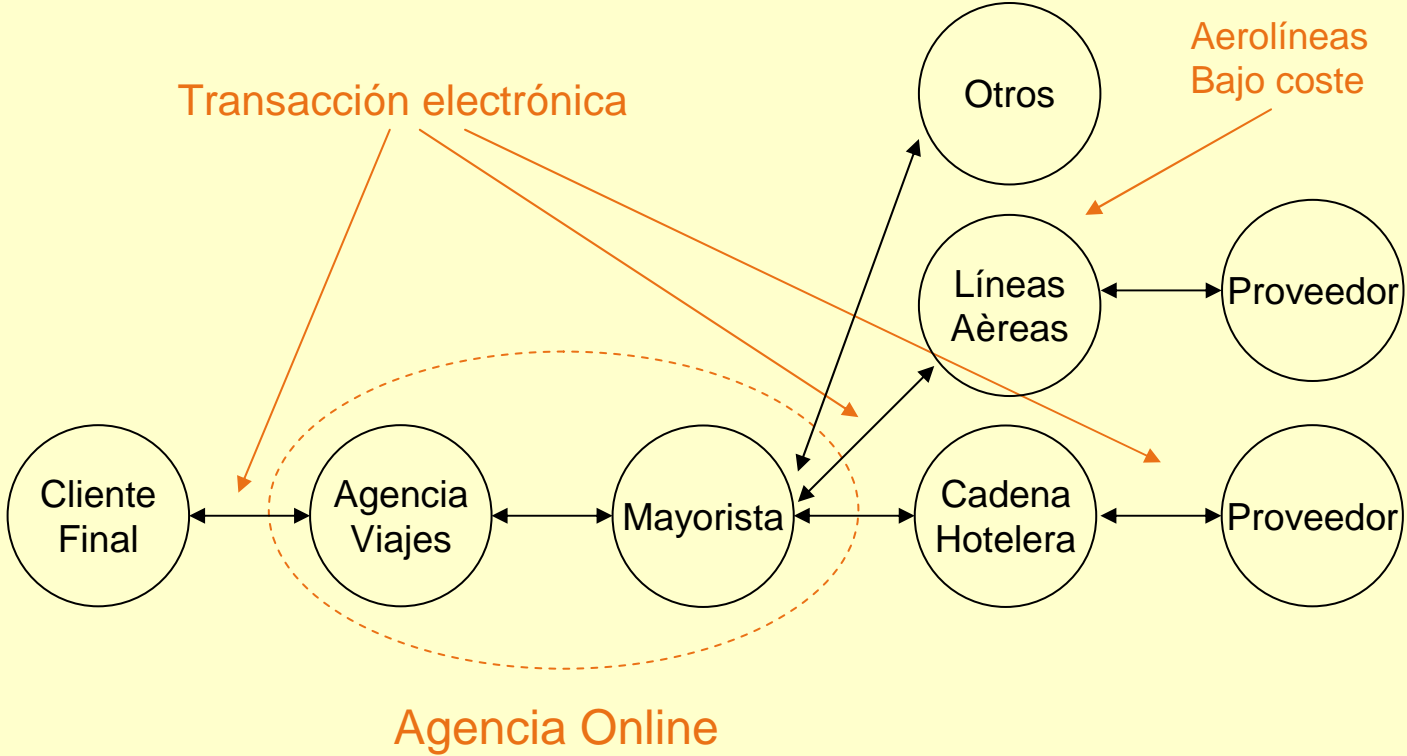 Aerolíneas
Bajo coste
Transacción electrónica
Otros
Líneas
Aèreas
Proveedor
Cliente
Final
Agencia
Viajes
Mayorista
Cadena
Hotelera
Proveedor
Agencia Online